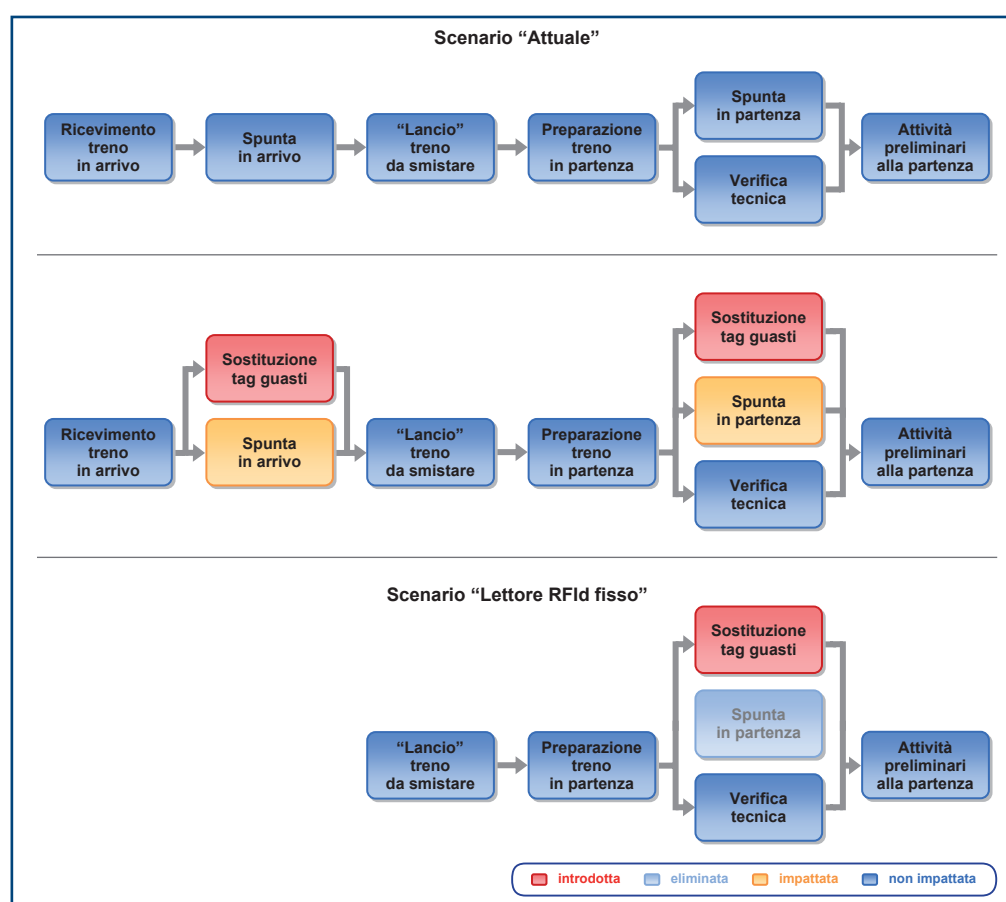 Scenario “Attuale”
Ricevimento
treno
in arrivo
Spunta
in arrivo
“Lancio”
treno
da smistare
Preparazione
treno
in partenza
Spunta
in partenza
Verifica
tecnica
Attività
preliminari
alla partenza
Ricevimento
treno
in arrivo
Sostituzione
tag guasti
Spunta
in arrivo
“Lancio”
treno
da smistare
Preparazione
treno
in partenza
Sostituzione
tag guasti
Spunta
in partenza
Verifica
tecnica
Attività
preliminari
alla partenza
Scenario “Lettore RFId fisso”
“Lancio”
treno
da smistare
Preparazione
treno
in partenza
Sostituzione
tag guasti
Spunta
in partenza
Verifica
tecnica
Attività
preliminari
alla partenza
introdotta eliminata impattata non impattata